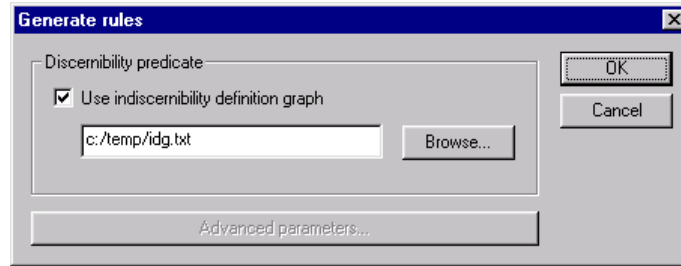 Generate rules
Discernibility predicate
Use indiscernibility definition graph
c:/temp/idg.txt
Browse...
OK
Cancel
Advanced parameters...